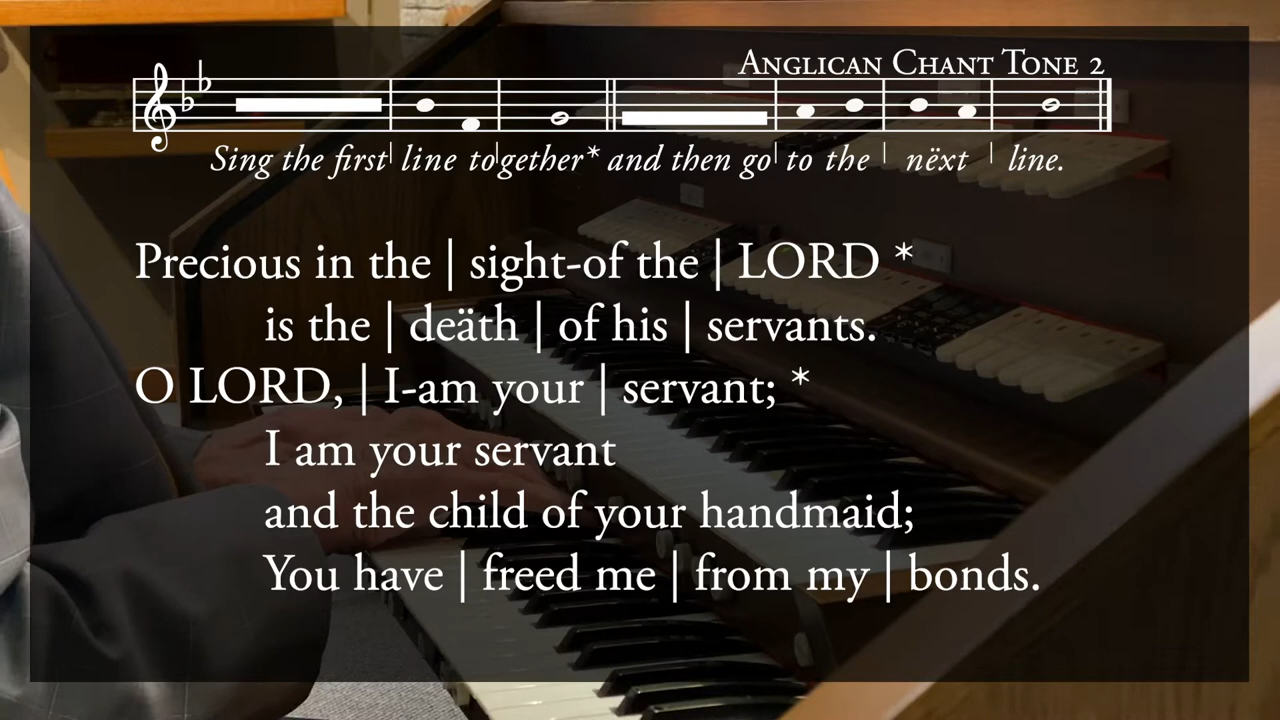 Anglican Chant Tone 2
Sing the first| line to|gether* and then go| to the | nëxt | line.
Precious in the | sight-of the | LORD *
is the | deäth | of his | servants.
O LORD, | I-am your | servant; *
I am your servant
and the child of your handmaid;
You have | freed me | from my | bonds.